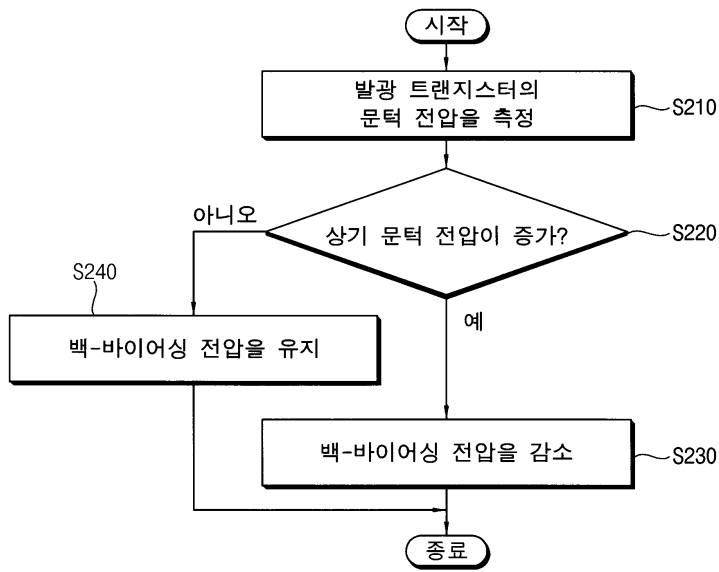 시작
발광 트랜지스터의
문턱 전압을 측정
S210
상기 문턱 전압이 증가?
S220
아니오
예
S240
백-바이어싱 전압을 유지
백-바이어싱 전압을 감소
S230
종료